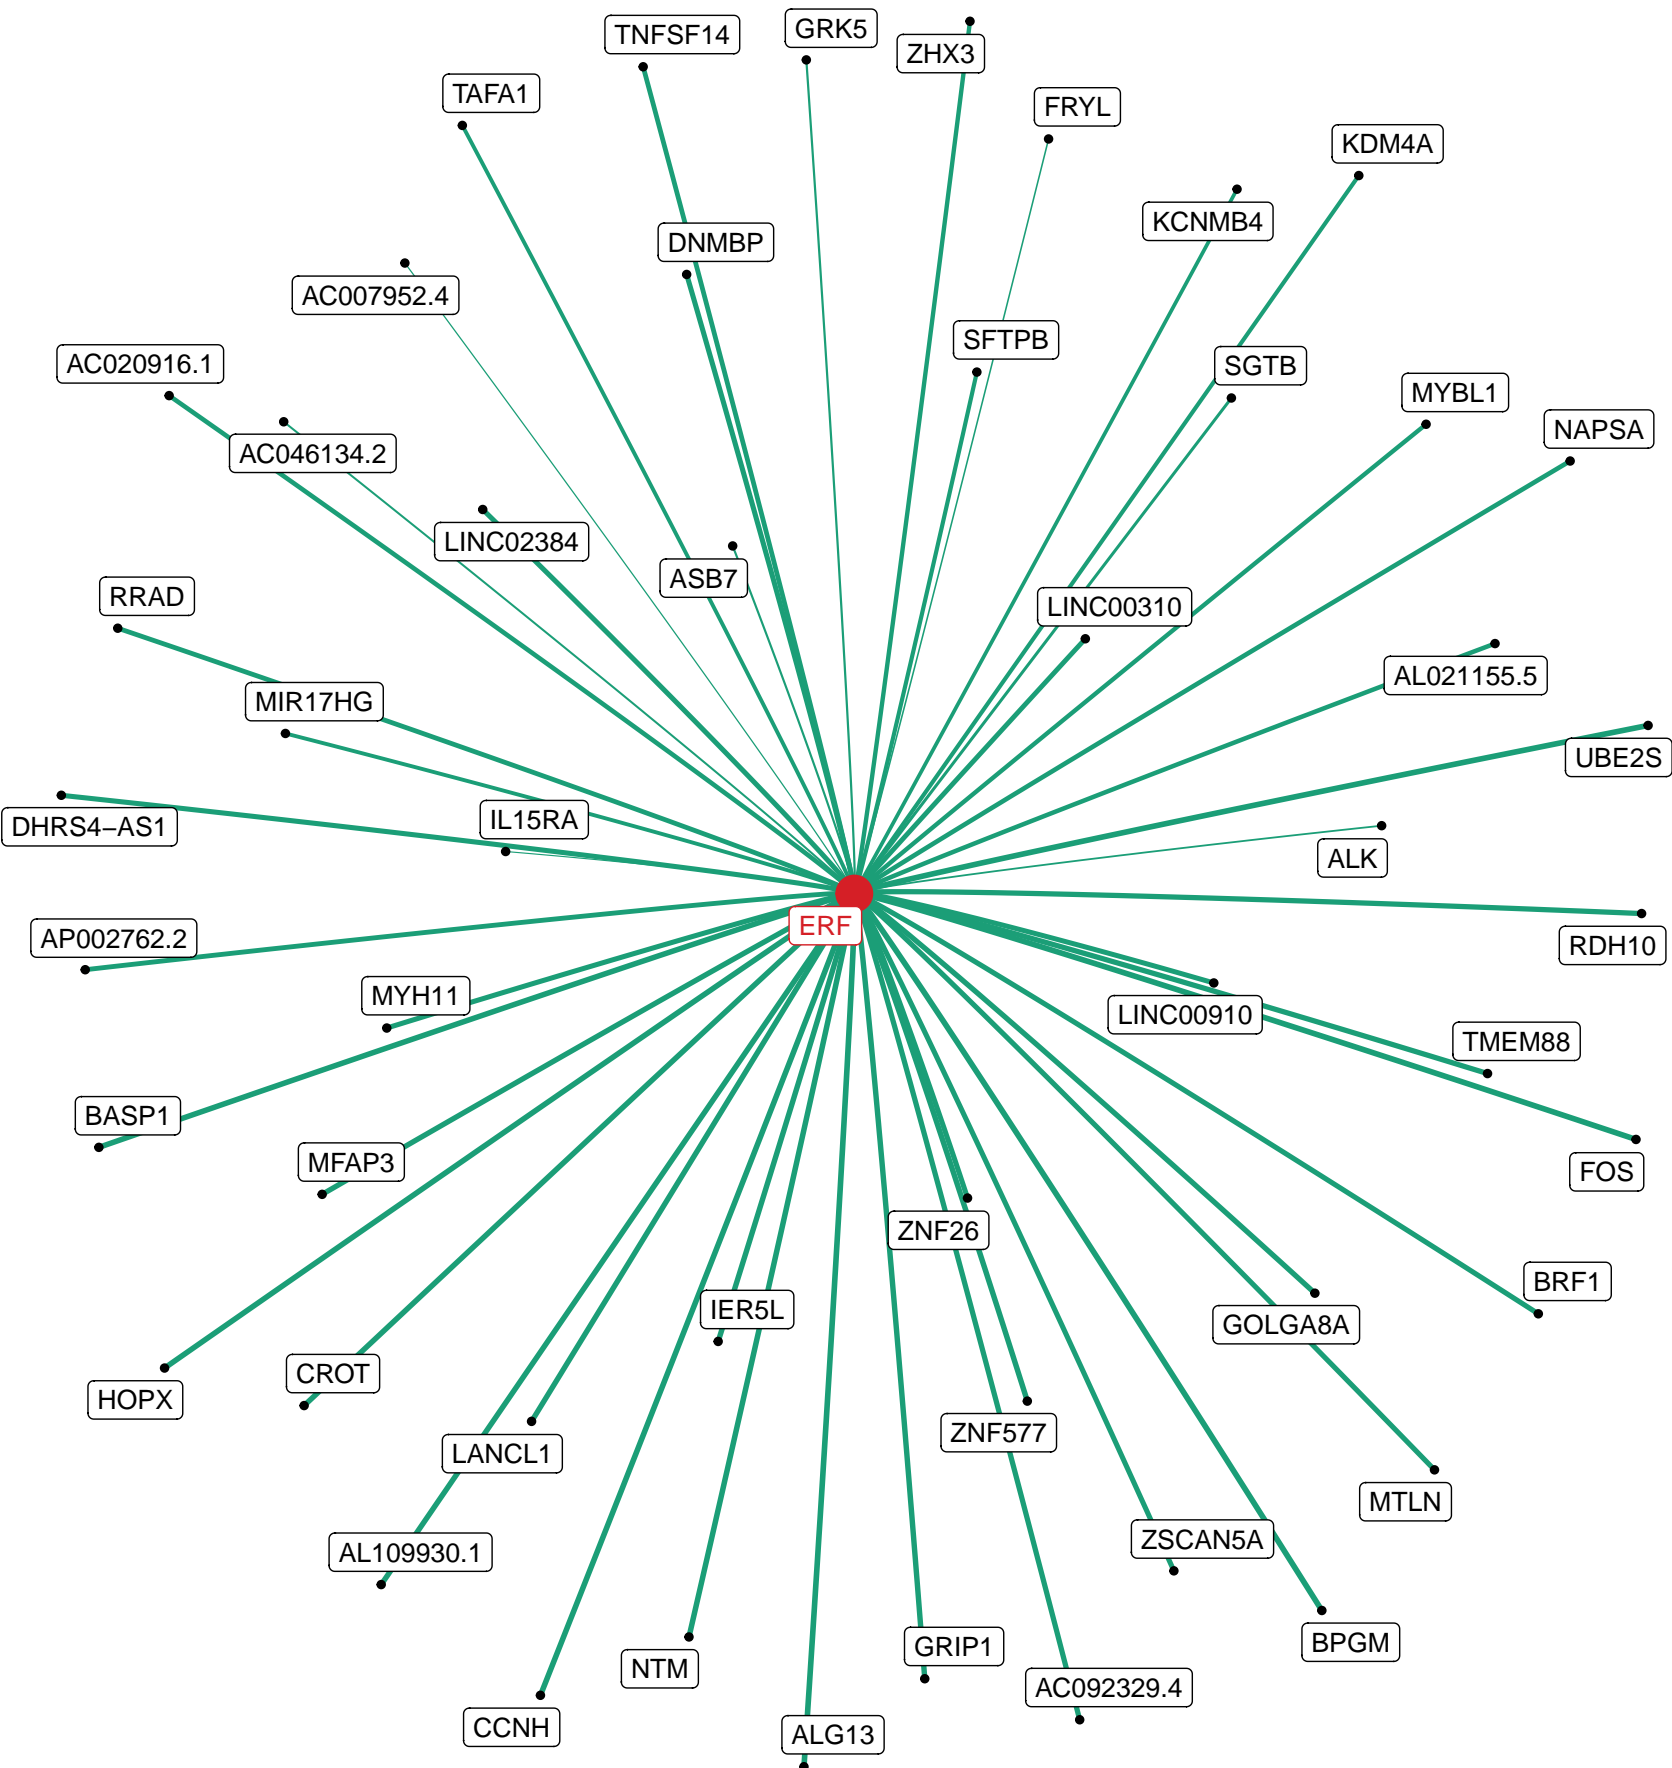 GRK5
TNFSF14
ZHX3
TAFA1
FRYL
KDM4A
KCNMB4
DNMBP
AC007952.4
SFTPB
AC020916.1
SGTB
MYBL1
NAPSA
AC046134.2
LINC02384
ASB7
RRAD
LINC00310
AL021155.5
MIR17HG
UBE2S
IL15RA
DHRS4−AS1
ALK
ERF
AP002762.2
RDH10
MYH11
LINC00910
TMEM88
BASP1
MFAP3
FOS
ZNF26
BRF1
IER5L
GOLGA8A
CROT
HOPX
ZNF577
LANCL1
MTLN
ZSCAN5A
AL109930.1
BPGM
GRIP1
NTM
AC092329.4
CCNH
ALG13